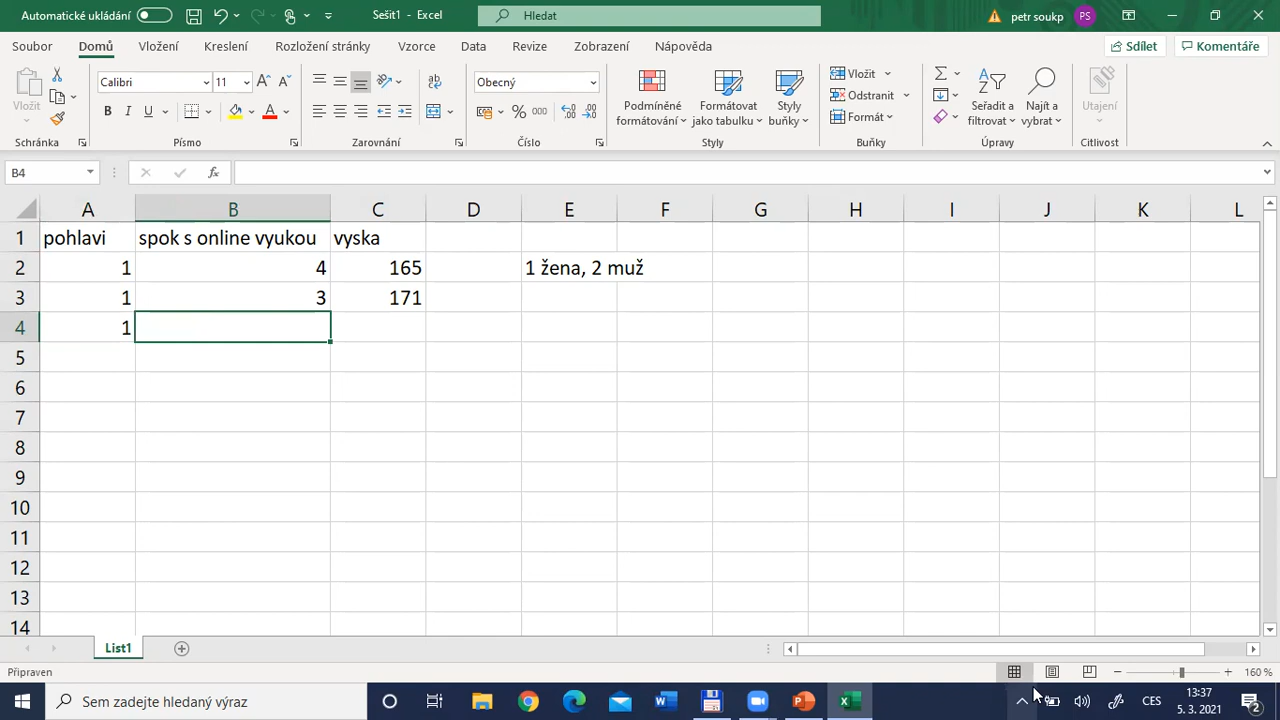 Automatické ukládání
Sešit1 - Excel
Hledat
petr soukp
PS
Soubor
Domů
Vložení
Kreslení
Rozložení stránky
Vzorce
Data
Revize
Zobrazení
Nápověda
Sdílet
Komentáře
Vložit
Calibri
11
Obecný
Podmíněné formátování
Formátovat jako tabulku
Styly buňky
Vložit
Odstranit
Formát
Seřadit a filtrovat
Najít a vybrat
Utajení
Schránka
Písmo
Zarovnání
Číslo
Styly
Buňky
Úpravy
Citlivost
B4
fx
A B C D E F G H I J K L
1 pohlavi spok s online vyukou vyska
2 1 4 165 1 žena, 2 muž
3 1 3 171
4 1
5
6
7
8
9
10
11
12
13
14
List1
Připraven
160 %
Sem zadejte hledaný výraz
CES
13:37
5. 3. 2021
2